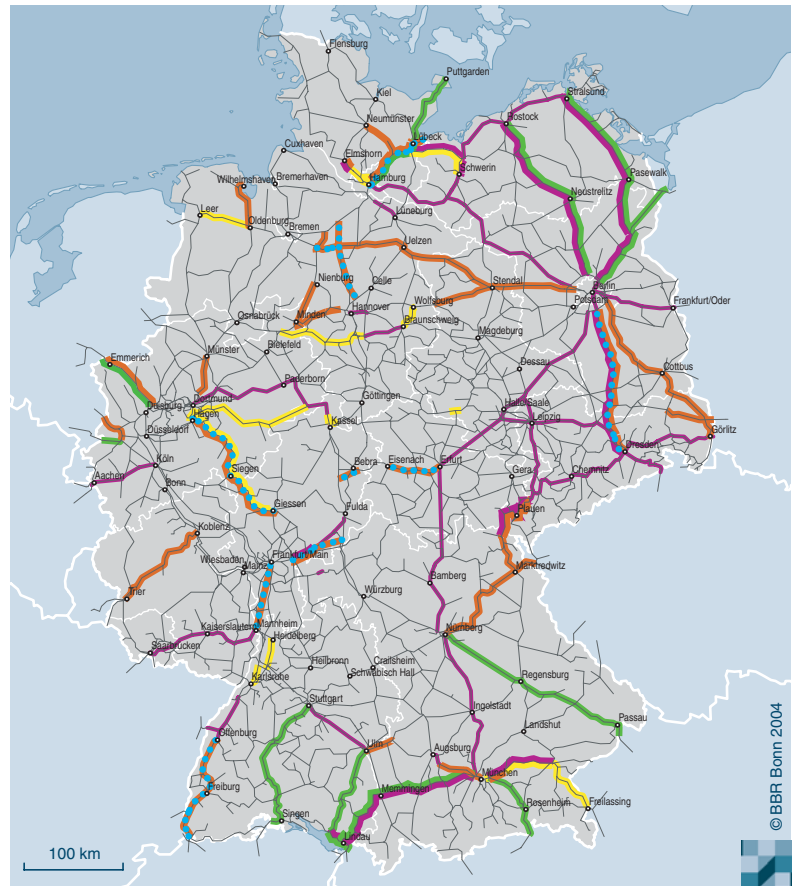 Flensburg
Puttgarden
Kiel
Stralsund
Neumünster
Rostock
Lübeck
Cuxhaven
Elmshorn
Schwerin
Wilhelmshaven
Bremerhaven
Hamburg
Pasewalk
Neustrelitz
Leer
Oldenburg
Lüneburg
Bremen
Uelzen
Nienburg
Celle
Stendal
Berlin
Potsdam
Wolfsburg
Frankfurt/Oder
Hannover
Osnabrück
Minden
Braunschweig
Magdeburg
Bielefeld
Münster
Emmerich
Dessau
Cottbus
Paderborn
Göttingen
Dortmund
Duisburg
Halle/Saale
Hagen
Leipzig
Kassel
Düsseldorf
Görlitz
Dresden
Köln
Bebra
Eisenach
Erfurt
Siegen
Gera
Chemnitz
Aachen
Bonn
Giessen
Fulda
Plauen
Koblenz
Frankfurt/Main
Wiesbaden
Mainz
Marktredwitz
Bamberg
Trier
Würzburg
Kaiserslautern
Mannheim
Nürnberg
Heidelberg
Saarbrücken
Heilbronn
Crailsheim
Schwäbisch Hall
Karlsruhe
Regensburg
Stuttgart
Ingolstadt
Passau
Offenburg
Landshut
Ulm
Augsburg
München
Freiburg
Memmingen
Rosenheim
Freilassing
Singen
Lindau
100 km
© BBR Bonn 2004